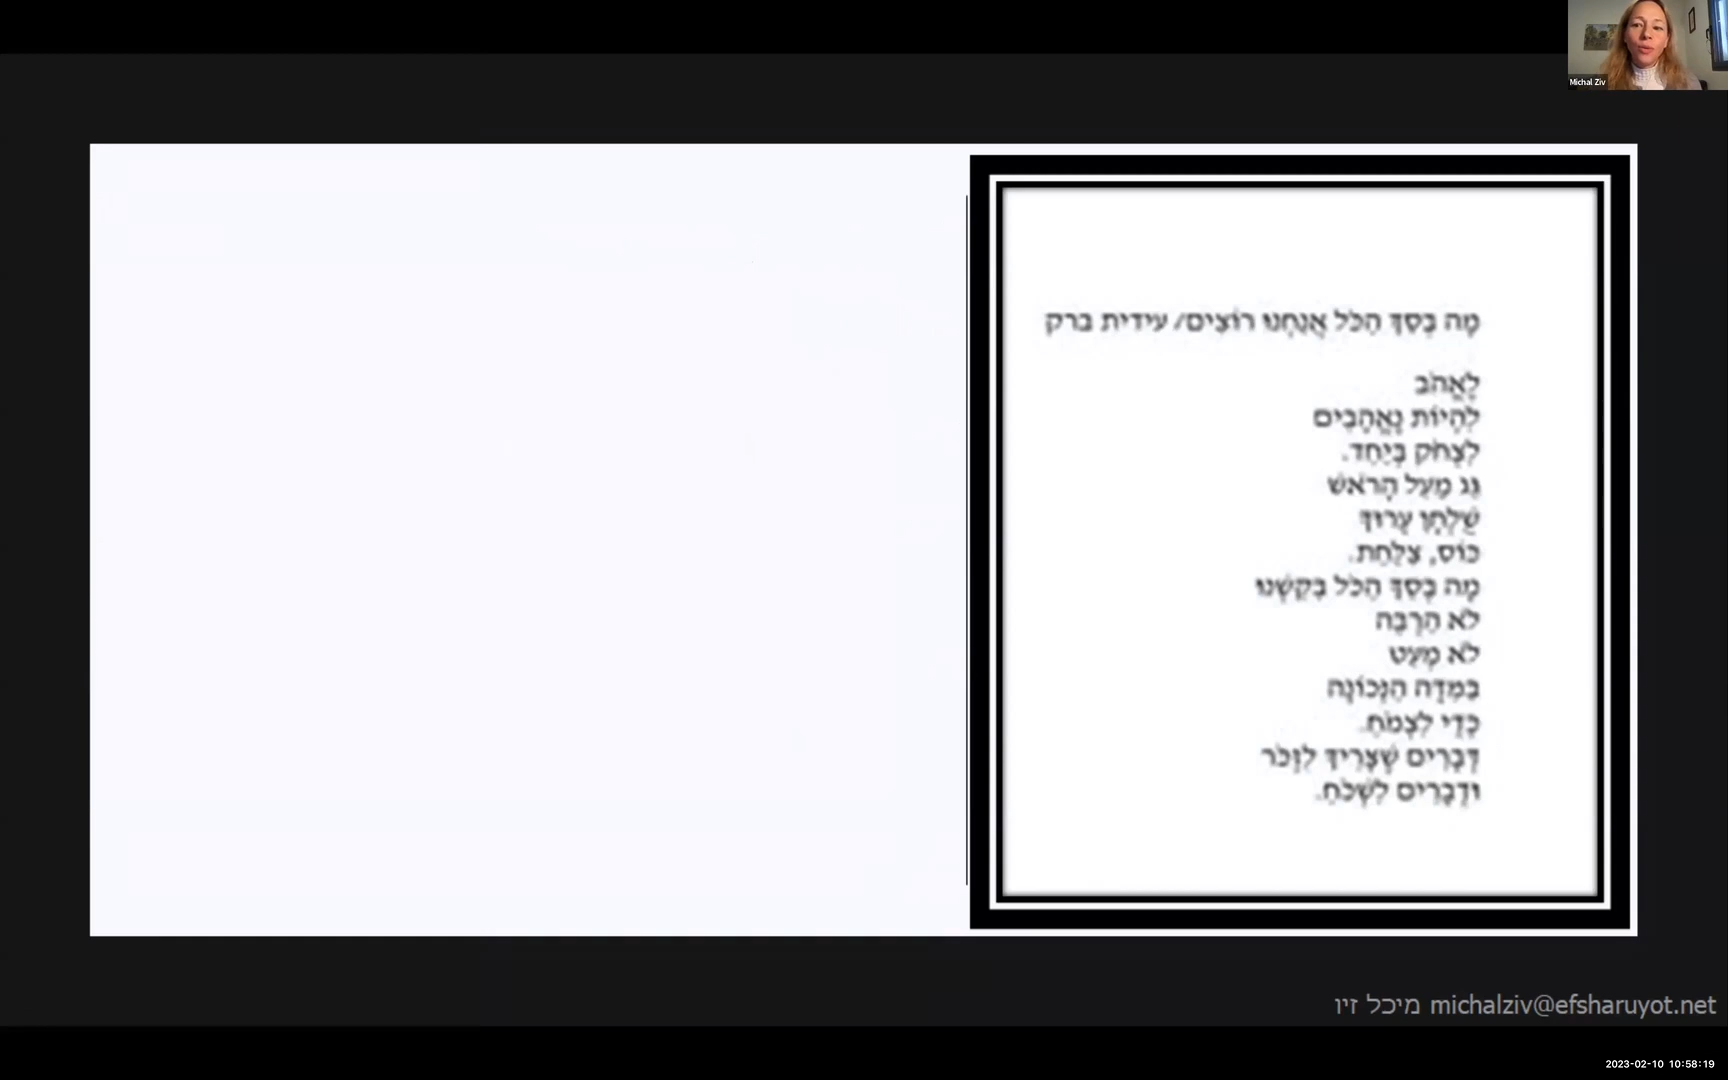 Michal Ziv
מַה בְּסַךְ הַכֹּל אֲנַחְנוּ רוֹצִים/ עידית ברק
לֶאֱהֹב
לִהְיוֹת נֶאֱהָבִים
לִצְחֹק בְּיַחַד.
גַּג מֵעַל הָרֹאשׁ
שֻׁלְחָן עָרוּךְ
כּוֹס, צַלַּחַת.
מַה בְּסַךְ הַכֹּל בִּקַּשְׁנוּ
לֹא הַרְבֵּה
לֹא מְעַט
בַּמִּדָּה הַנְּכוֹנָה
כְּדֵי לִצְמֹחַ.
דְּבָרִים שֶׁצָּרִיךְ לִזְכֹּר
וּדְבָרִים לִשְׁכֹּחַ.
מיכל זיו michalziv@efsharuyot.net
2023-02-10 10:58:19